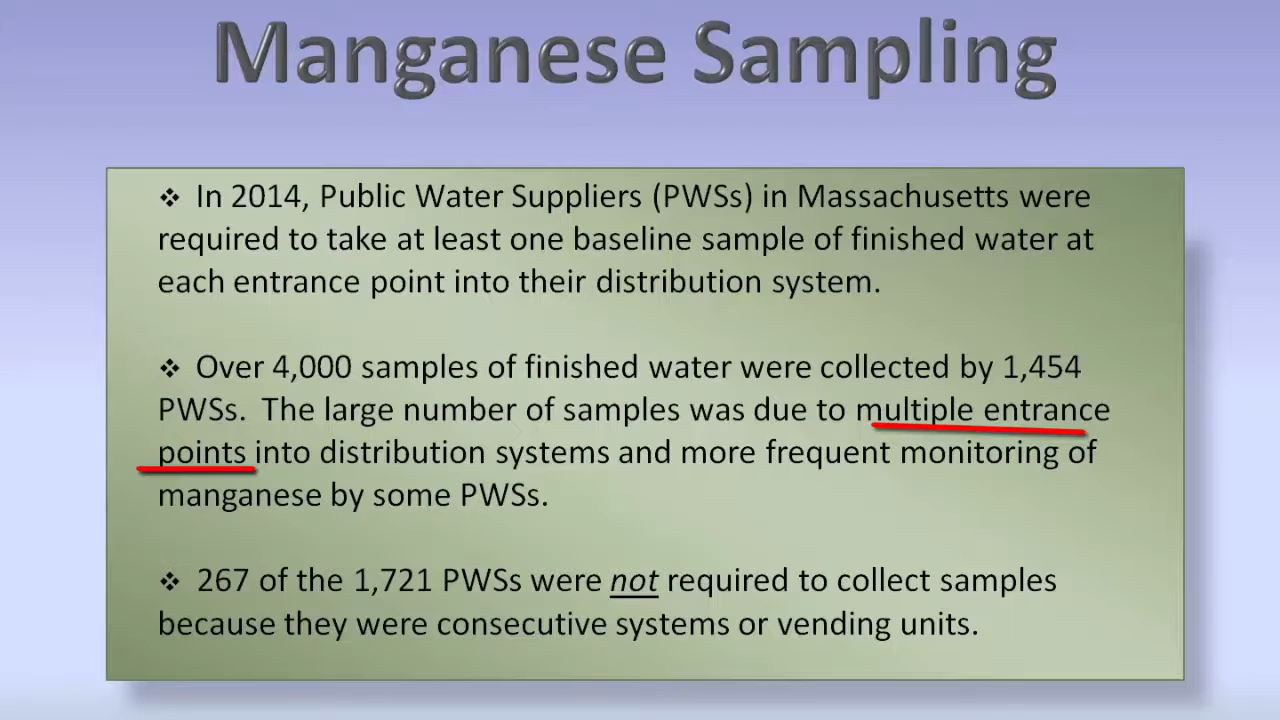 Manganese Sampling
❖ In 2014, Public Water Suppliers (PWSs) in Massachusetts were
required to take at least one baseline sample of finished water at
each entrance point into their distribution system.
❖ Over 4,000 samples of finished water were collected by 1,454
PWSs. The large number of samples was due to multiple entrance
points into distribution systems and more frequent monitoring of
manganese by some PWSs.
❖ 267 of the 1,721 PWSs were not required to collect samples
because they were consecutive systems or vending units.